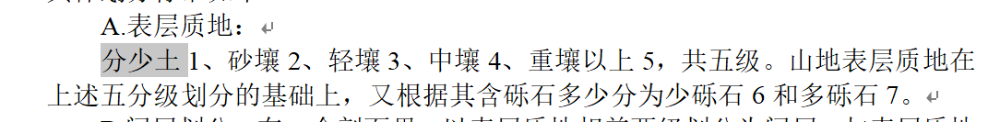 A.表层质地：
分少土 1、砂壤 2、轻壤 3、中壤 4、重壤以上 5，共五级。山地表层质地在
上述五分级划分的基础上，又根据其含砾石多少分为少砾石 6 和多砾石 7。